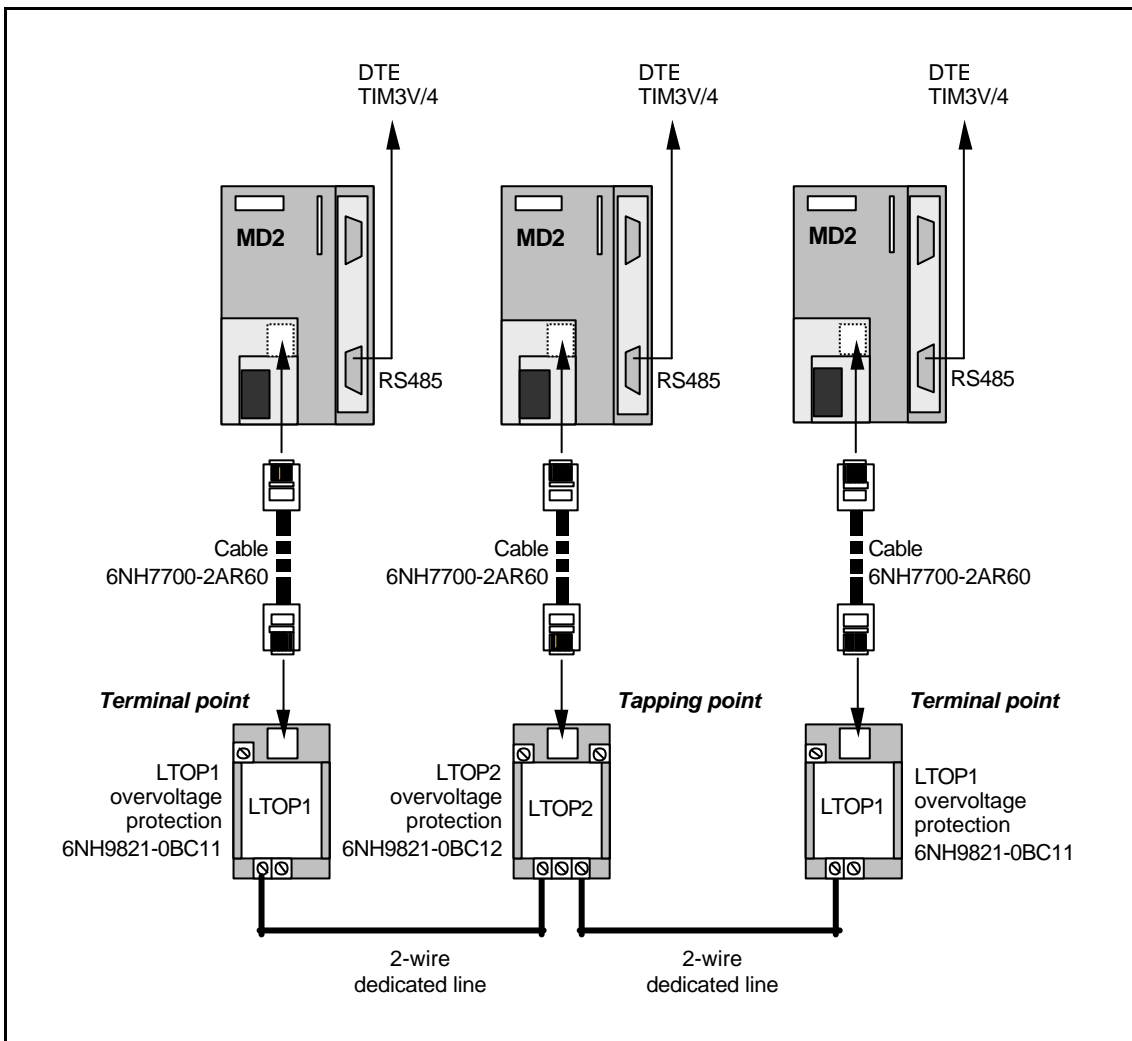 DTE
TIM3V/4
DTE
TIM3V/4
DTE
TIM3V/4
MD2
MD2
MD2
RS485
RS485
RS485
Cable
6NH7700-2AR60
Cable
6NH7700-2AR60
Cable
6NH7700-2AR60
Terminal point
Tapping point
Terminal point
LTOP1
overvoltage
protection
6NH9821-0BC11
LTOP1
LTOP2
overvoltage
protection
6NH9821-0BC12
LTOP2
LTOP1
LTOP1
overvoltage
protection
6NH9821-0BC11
2-wire
dedicated line
2-wire
dedicated line